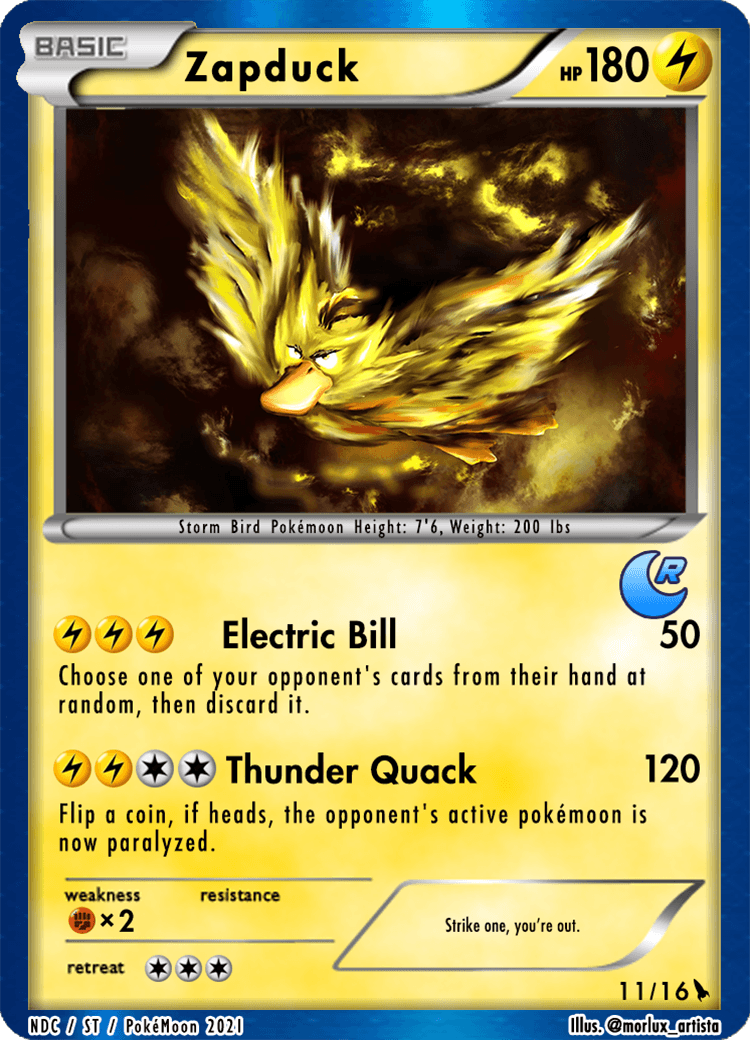 BASIC
Zapduck
HP 180
Storm Bird Pokémoon Height: 7'6, Weight: 200 lbs
R
Electric Bill 50
Choose one of your opponent's cards from their hand at
random, then discard it.
Thunder Quack 120
Flip a coin, if heads, the opponent's active pokémoon is
now paralyzed.
weakness resistance
×2
Strike one, you're out.
retreat
11/16
NDC / ST / PokéMoon 2021 Illus. @morlux_artista